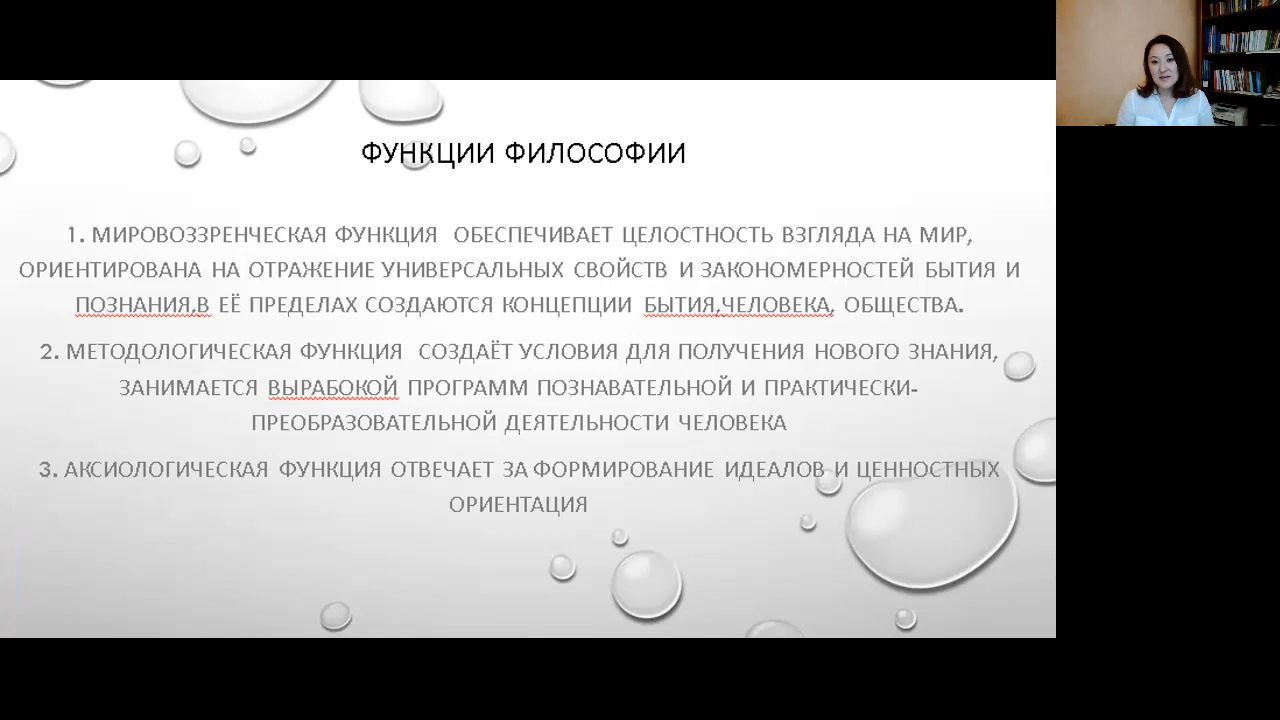 ФУНКЦИИ ФИЛОСОФИИ
1. МИРОВОЗЗРЕНЧЕСКАЯ ФУНКЦИЯ ОБЕСПЕЧИВАЕТ ЦЕЛОСТНОСТЬ ВЗГЛЯДА НА МИР,
ОРИЕНТИРОВАНА НА ОТРАЖЕНИЕ УНИВЕРСАЛЬНЫХ СВОЙСТВ И ЗАКОНОМЕРНОСТЕЙ БЫТИЯ И
ПОЗНАНИЯ,В ЕЁ ПРЕДЕЛАХ СОЗДАЮТСЯ КОНЦЕПЦИИ БЫТИЯ,ЧЕЛОВЕКА, ОБЩЕСТВА.
2. МЕТОДОЛОГИЧЕСКАЯ ФУНКЦИЯ СОЗДАЁТ УСЛОВИЯ ДЛЯ ПОЛУЧЕНИЯ НОВОГО ЗНАНИЯ,
ЗАНИМАЕТСЯ ВЫРАБОКОЙ ПРОГРАММ ПОЗНАВАТЕЛЬНОЙ И ПРАКТИЧЕСКИ-
ПРЕОБРАЗОВАТЕЛЬНОЙ ДЕЯТЕЛЬНОСТИ ЧЕЛОВЕКА
3. АКСИОЛОГИЧЕСКАЯ ФУНКЦИЯ ОТВЕЧАЕТ ЗА ФОРМИРОВАНИЕ ИДЕАЛОВ И ЦЕННОСТНЫХ
ОРИЕНТАЦИЯ